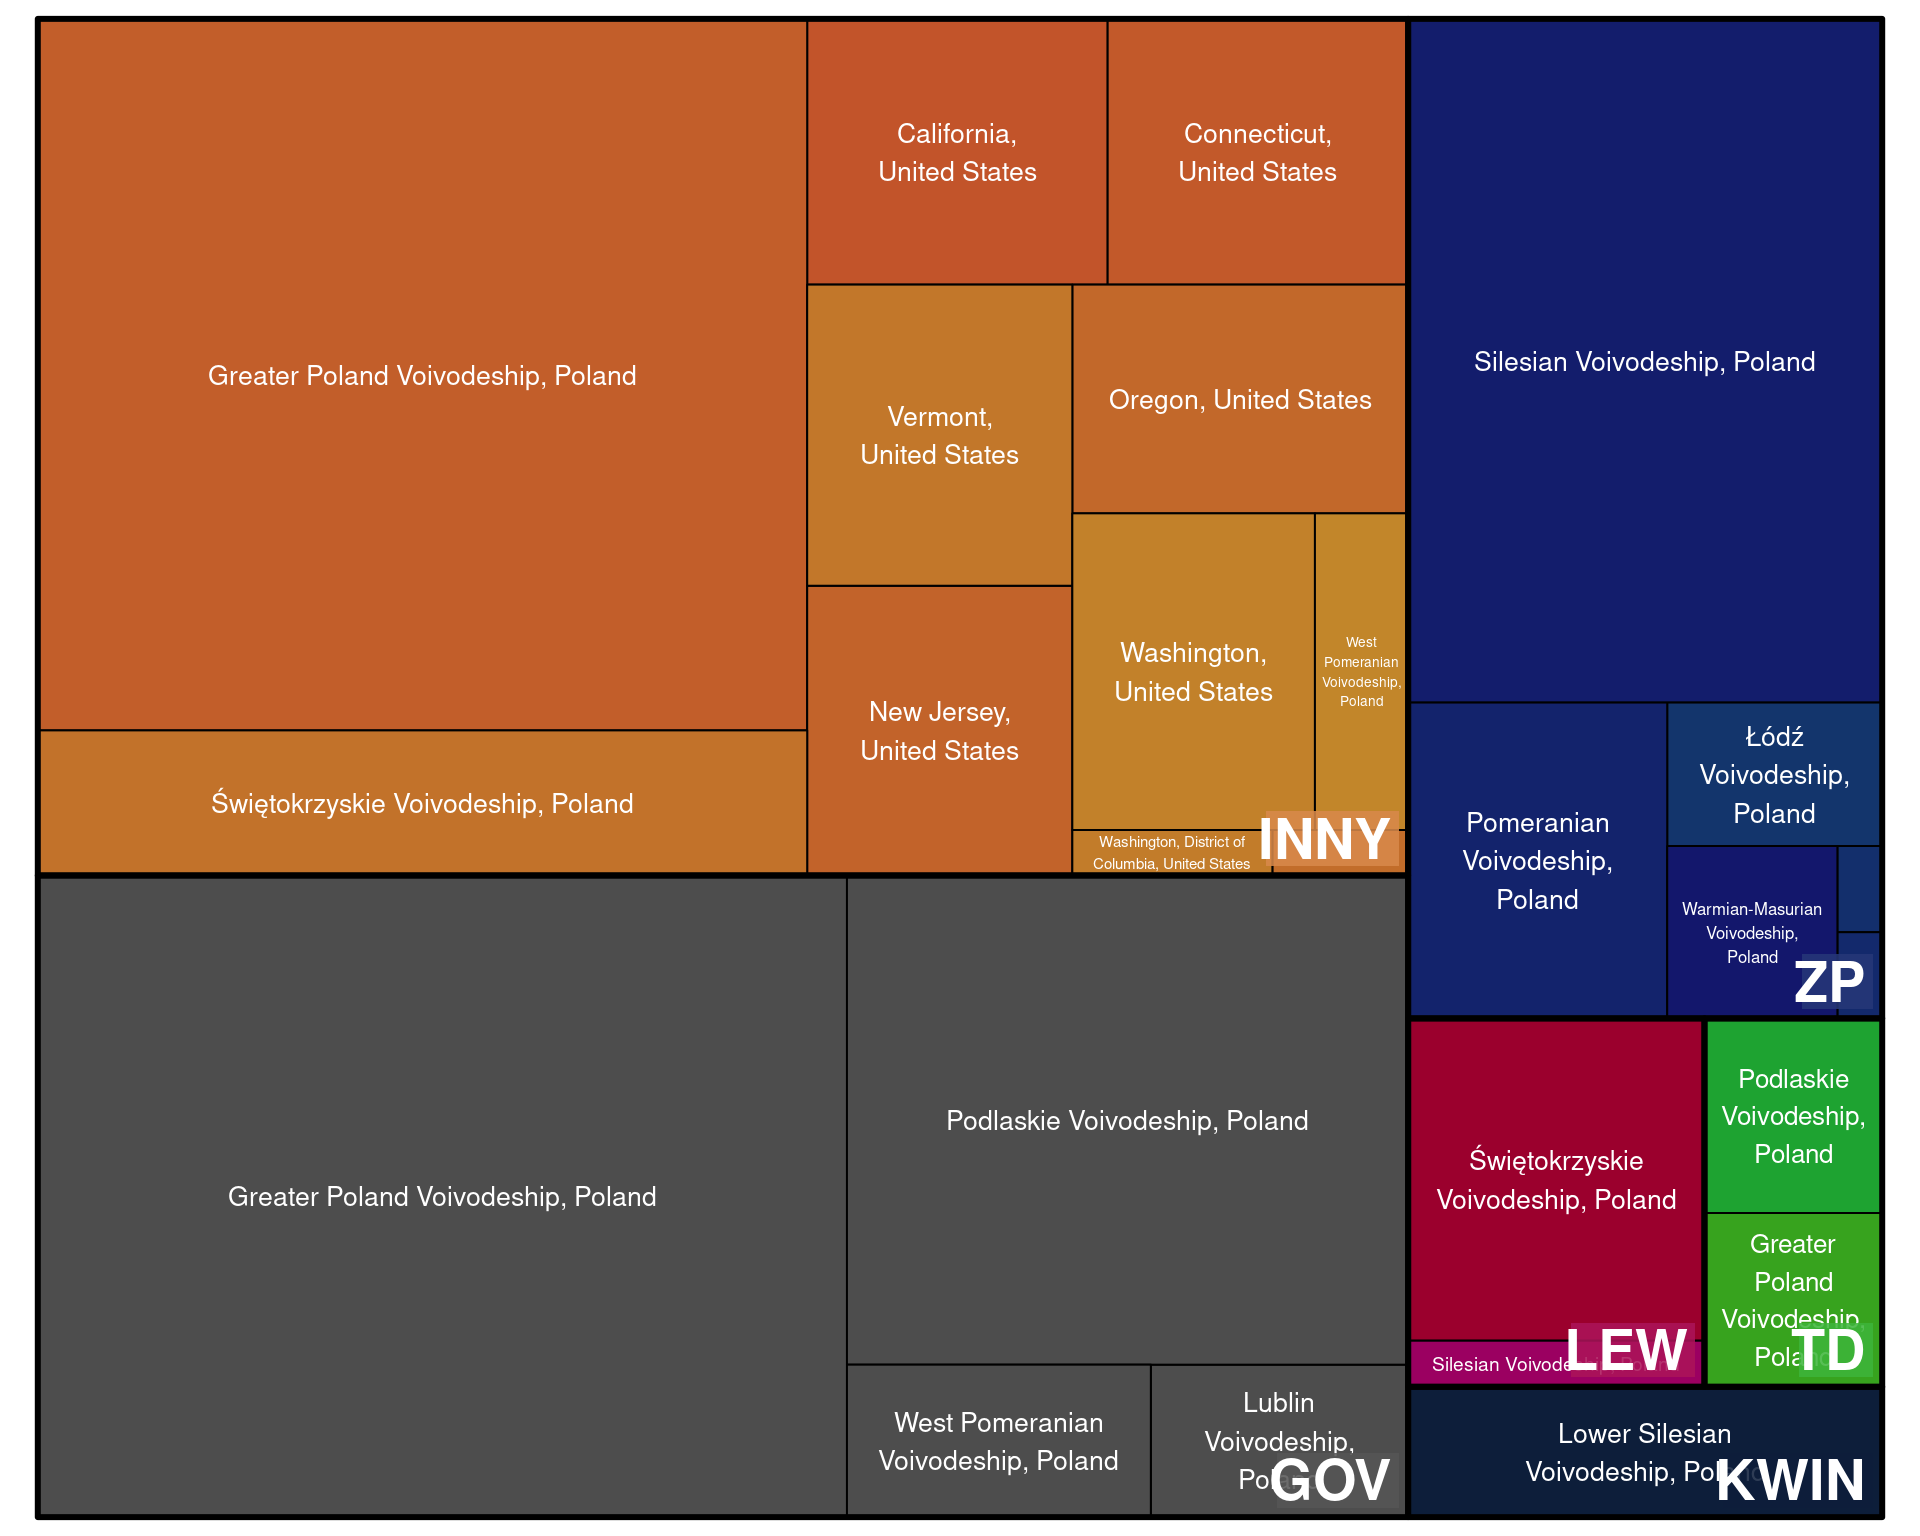 Greater Poland Voivodeship, Poland
Świętokrzyskie Voivodeship, Poland
California,
United States
Connecticut,
United States
Vermont,
United States
Oregon, United States
New Jersey,
United States
Washington,
United States
West
Pomeranian
Voivodeship,
Poland
Washington, District of
Columbia, United States
INNY
Greater Poland Voivodeship, Poland
Podlaskie Voivodeship, Poland
West Pomeranian
Voivodeship, Poland
Lublin
Voivodeship,
GOV
Silesian Voivodeship, Poland
Pomeranian
Voivodeship,
Poland
Łódź
Voivodeship,
Poland
Warmian-Masurian
Voivodeship,
Poland
ZP
Świętokrzyskie
Voivodeship, Poland
Silesian
LEW
Podlaskie
Voivodeship,
Poland
Greater
Poland
Voivodeship,
TD
Lower Silesian
Voivodeship,
KWIN